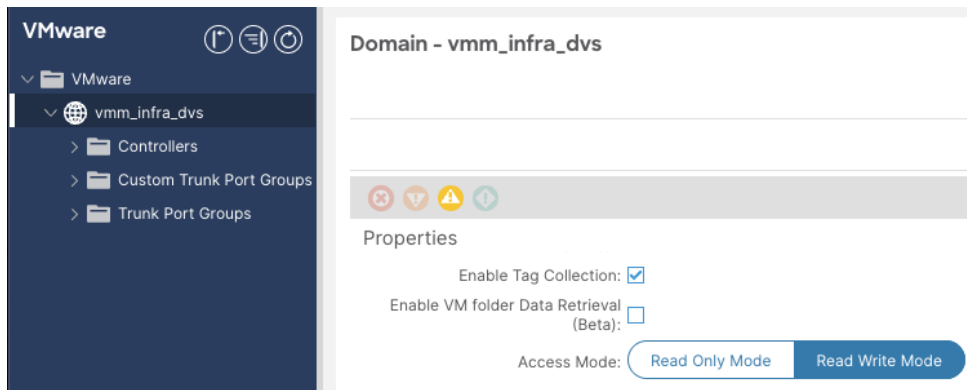 VMware
VMware
vmm_infra_dvs
Controllers
Custom Trunk Port Groups
Trunk Port Groups
Domain - vmm_infra_dvs
Properties
Enable Tag Collection:
Enable VM folder Data Retrieval
(Beta):
Access Mode: Read Only Mode Read Write Mode